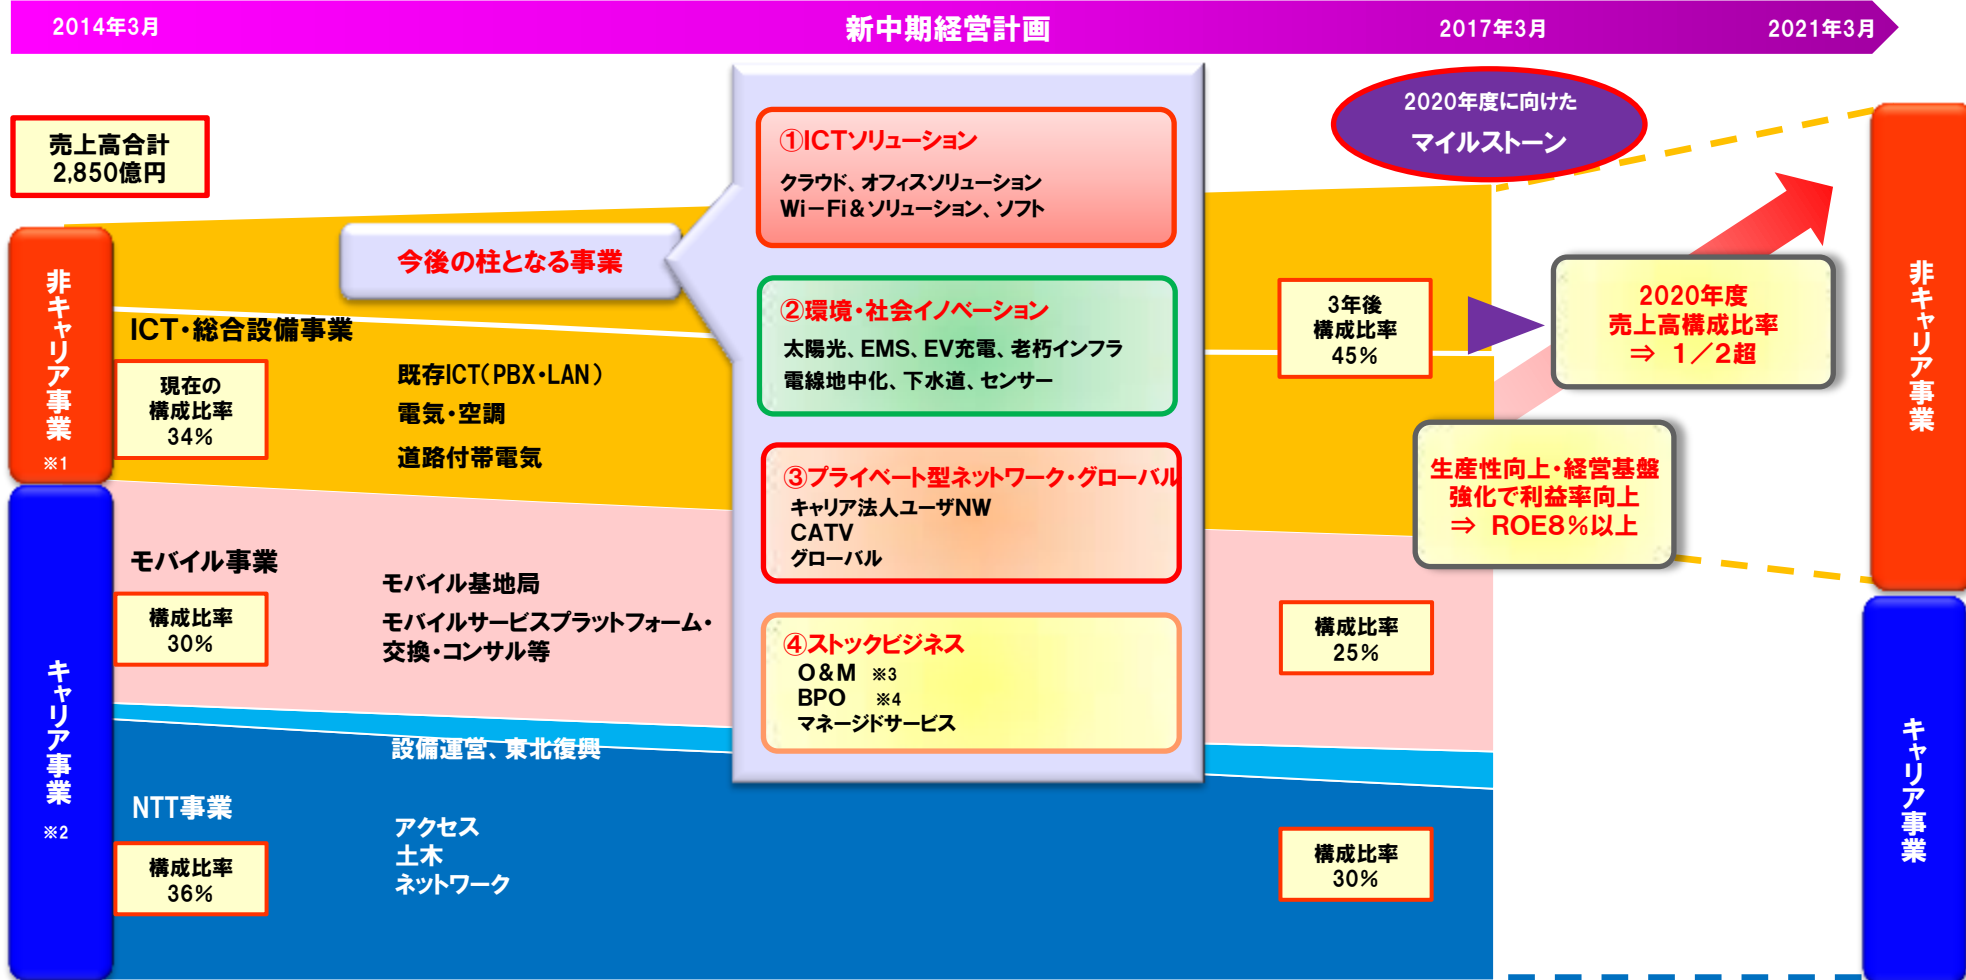 2014年3月
新中期経営計画
2017年3月
2021年3月
売上高合計
2,850億円
2020年度に向けた
マイルストーン
非キャリア事業
※1
キャリア事業
※2
今後の柱となる事業
ICT・総合設備事業
現在の
構成比率
34%
既存ICT(PBX・LAN)
電気・空調
道路付帯電気
モバイル事業
構成比率
30%
モバイル基地局
モバイルサービスプラットフォーム・
交換・コンサル等
設備運営、東北復興
NTT事業
構成比率
36%
アクセス
土木
ネットワーク
①ICTソリューション
クラウド、オフィスソリューション
Wi-Fi&ソリューション、ソフト
②環境・社会イノベーション
太陽光、EMS、EV充電、老朽インフラ
電線地中化、下水道、センサー
③プライベート型ネットワーク・グローバル
キャリア法人ユーザNW
CATV
グローバル
④ストックビジネス
O&M ※3
BPO ※4
マネージドサービス
3年後
構成比率
45%
構成比率
25%
構成比率
30%
2020年度
売上高構成比率
⇒ 1/2超
生産性向上・経営基盤
強化で利益率向上
⇒ ROE8%以上
非キャリア事業
キャリア事業